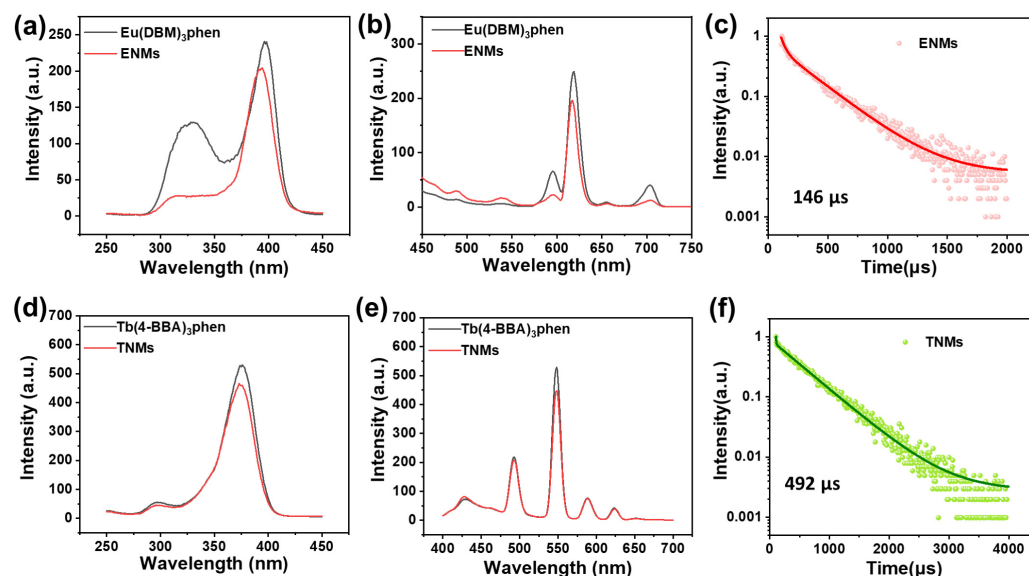 (a)
Eu(DBM)3phen
ENMs
250
225
200
175
150
125
100
75
50
25
0
Intensity (a.u.)
250 300 350 400 450
Wavelength (nm)
(b)
Eu(DBM)3phen
ENMs
300
200
100
50
0
Intensity (a.u.)
450 500 550 600 650 700 750
Wavelength (nm)
(c)
ENMs
1
0.1
0.01
0.001
Intensity(a.u.)
146 μs
0 500 1000 1500 2000
Time(μs)
(d)
Tb(4-BBA)3phen
TNMs
700
600
500
400
300
200
100
0
Intensity (a.u.)
250 300 350 400 450
Wavelength (nm)
(e)
Tb(4-BBA)3phen
TNMs
700
600
500
400
300
200
100
0
Intensity (a.u.)
400 450 500 550 600 650 700
Wavelength (nm)
(f)
TNMs
1
0.1
0.01
0.001
Intensity(a.u.)
492 μs
0 1000 2000 3000 4000
Time(μs)